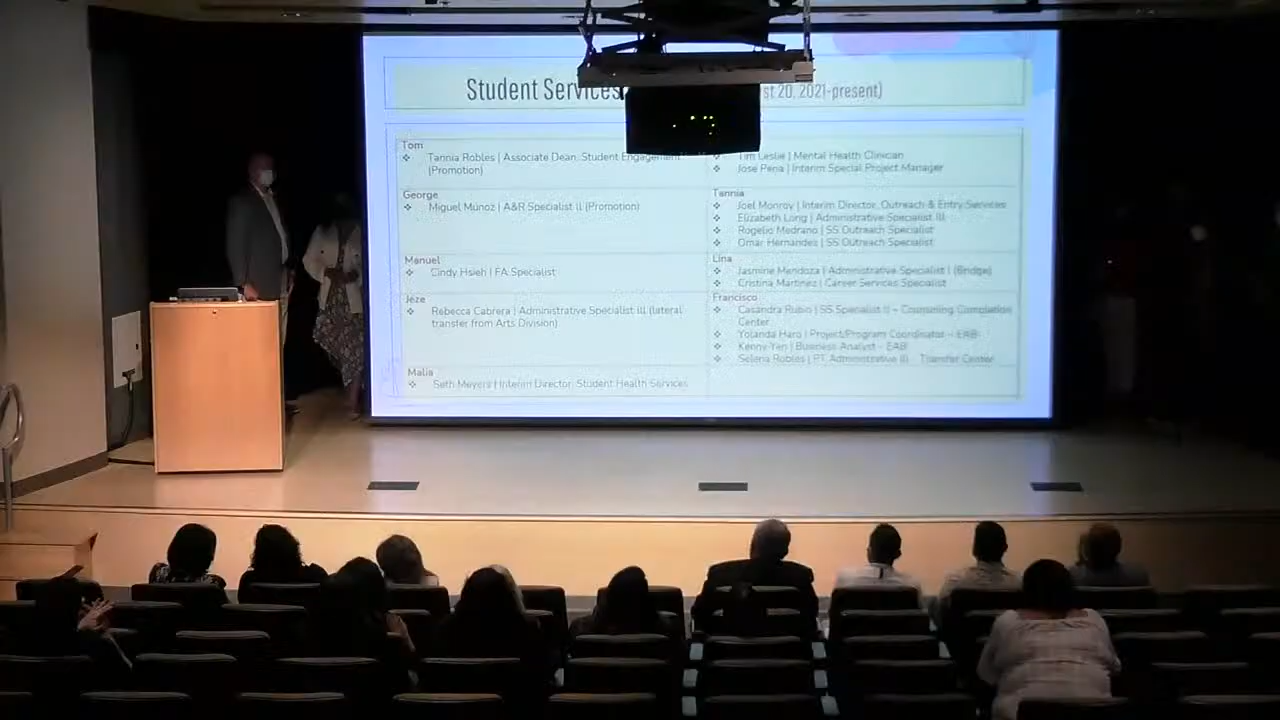 Student Services
st 20, 2021-present)
Tom
❖ Tannia Robles | Associate Dean, Student Engagement
(Promotion)
❖ Tim Leslie | Mental Health Clinician
❖ Jose Pena | Interim Special Project Manager
George
❖ Miguel Munoz | A&R Specialist II (Promotion)
Tannia
❖ Joel Monroy | Interim Director, Outreach & Entry Services
❖ Elizabeth Long | Administrative Specialist III
❖ Rogelio Medrano | SS Outreach Specialist
❖ Omar Hernandez | SS Outreach Specialist
Manuel
❖ Cindy Hsieh | FA Specialist
Lina
❖ Jasmine Mendoza | Administrative Specialist I (Bridge)
❖ Cristina Martinez | Career Services Specialist
Jeze
❖ Rebecca Cabrera | Administrative Specialist III (lateral
transfer from Arts Division)
Francisco
❖ Casandra Rubio | SS Specialist II – Counseling Completion
Center
❖ Yolanda Haro | Project/Program Coordinator – EAB
❖ Kenny Yen | Business Analyst – EAB
❖ Selena Robles | PT Administrative III – Transfer Center
Malia
❖ Seth Meyers | Interim Director, Student Health Services